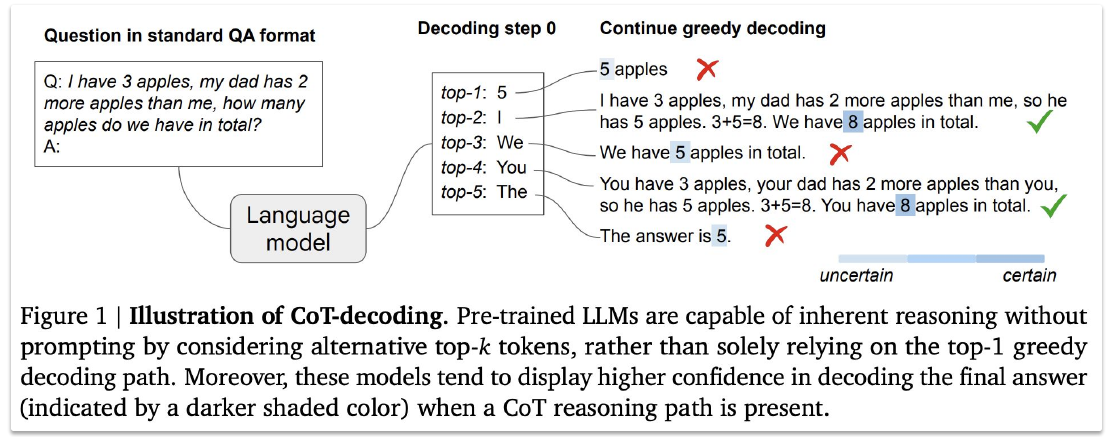 Question in standard QA format
Q: I have 3 apples, my dad has 2
more apples than me, how many
apples do we have in total?
A:
Language
model
Decoding step 0
top-1: 5
top-2: I
top-3: We
top-4: You
top-5: The
Continue greedy decoding
5 apples
I have 3 apples, my dad has 2 more apples than me, so he
has 5 apples. 3+5=8. We have 8 apples in total.
We have 5 apples in total.
You have 3 apples, your dad has 2 more apples than you,
so he has 5 apples. 3+5=8. You have 8 apples in total.
The answer is 5.
uncertain
certain
Figure 1 | Illustration of CoT-decoding. Pre-trained LLMs are capable of inherent reasoning without
prompting by considering alternative top-k tokens, rather than solely relying on the top-1 greedy
decoding path. Moreover, these models tend to display higher confidence in decoding the final answer
(indicated by a darker shaded color) when a CoT reasoning path is present.